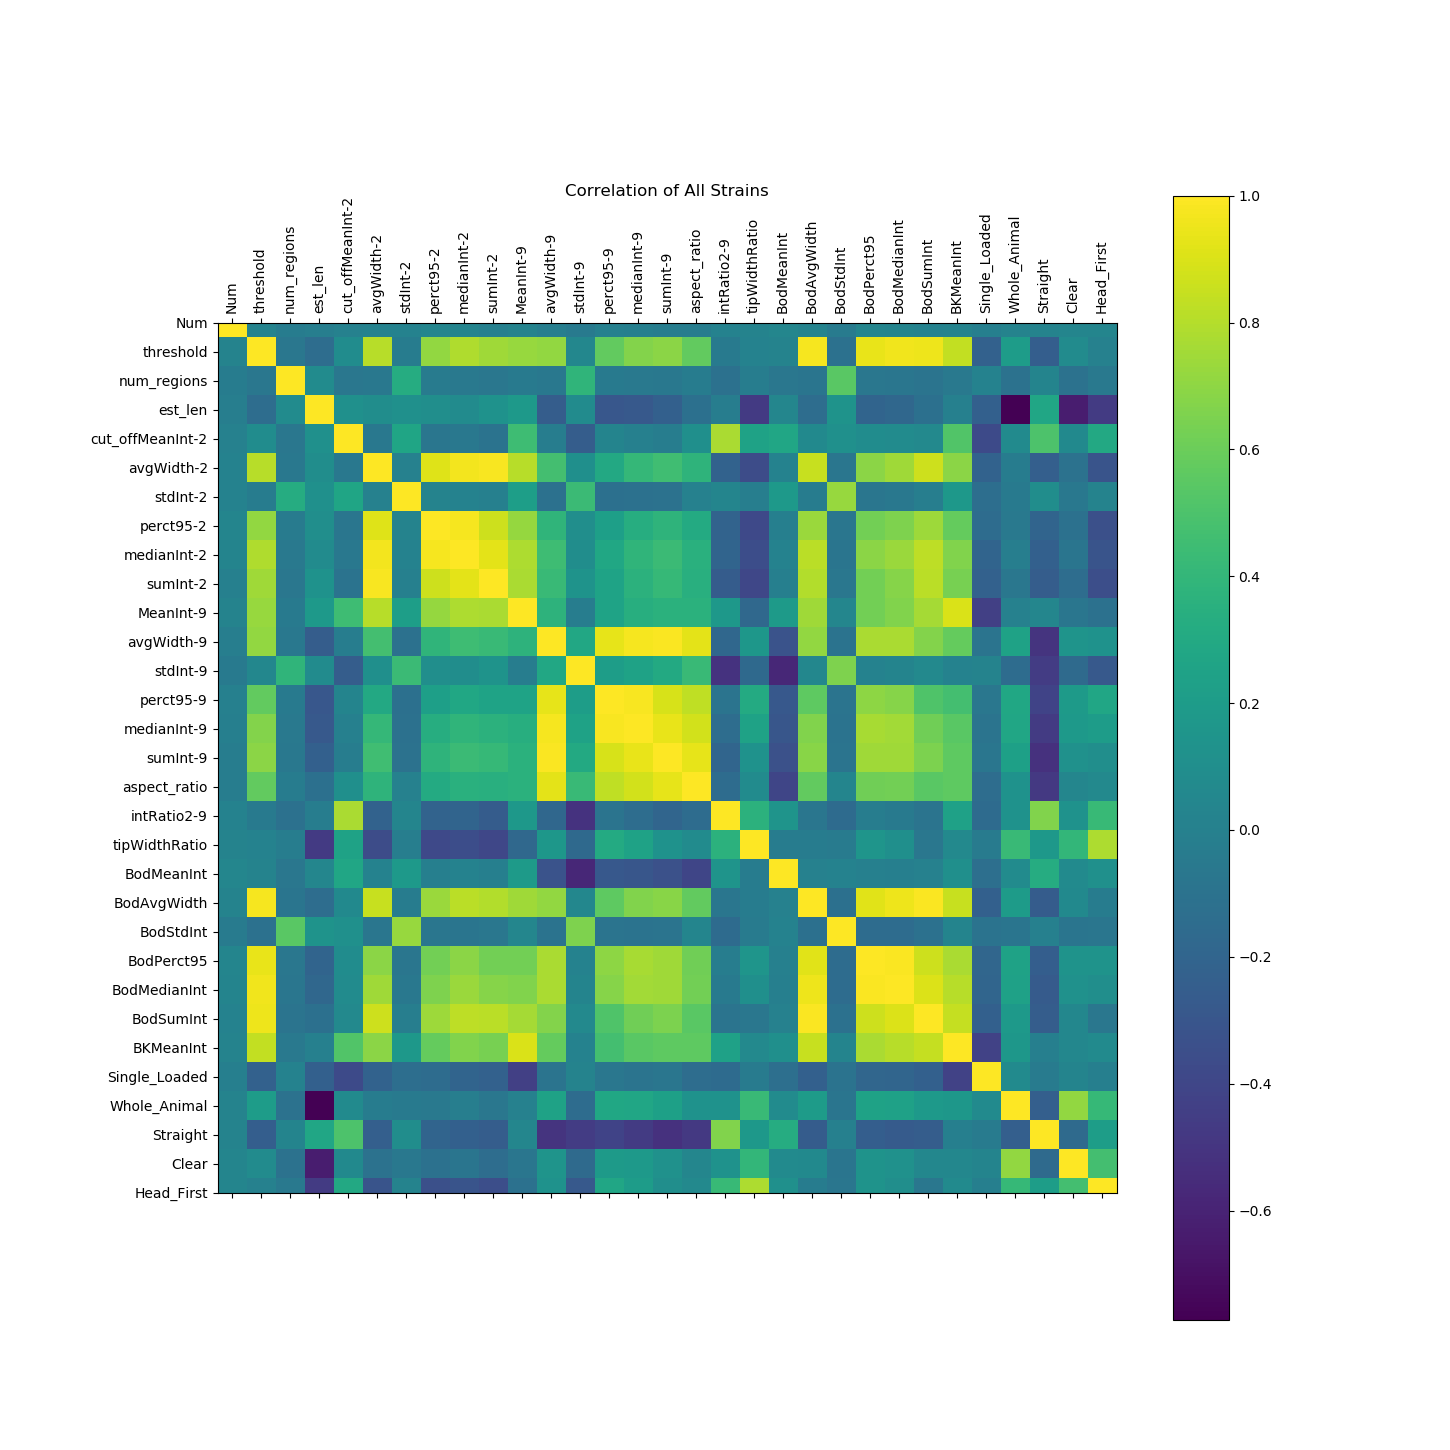 Correlation of All Strains
Num
threshold
num_regions
est_len
cut_offMeanInt-2
avgWidth-2
stdInt-2
perct95-2
medianInt-2
sumInt-2
MeanInt-9
avgWidth-9
stdInt-9
perct95-9
medianInt-9
sumInt-9
aspect_ratio
intRatio2-9
tipWidthRatio
BodMeanInt
BodAvgWidth
BodStdInt
BodPerct95
BodMedianInt
BodSumInt
BKMeanInt
Single_Loaded
Whole_Animal
Straight
Clear
Head_First
Num
threshold
num_regions
est_len
cut_offMeanInt-2
avgWidth-2
stdInt-2
perct95-2
medianInt-2
sumInt-2
MeanInt-9
avgWidth-9
stdInt-9
perct95-9
medianInt-9
sumInt-9
aspect_ratio
intRatio2-9
tipWidthRatio
BodMeanInt
BodAvgWidth
BodStdInt
BodPerct95
BodMedianInt
BodSumInt
BKMeanInt
Single_Loaded
Whole_Animal
Straight
Clear
Head_First
1.0
0.8
0.6
0.4
0.2
0.0
−0.2
−0.4
−0.6